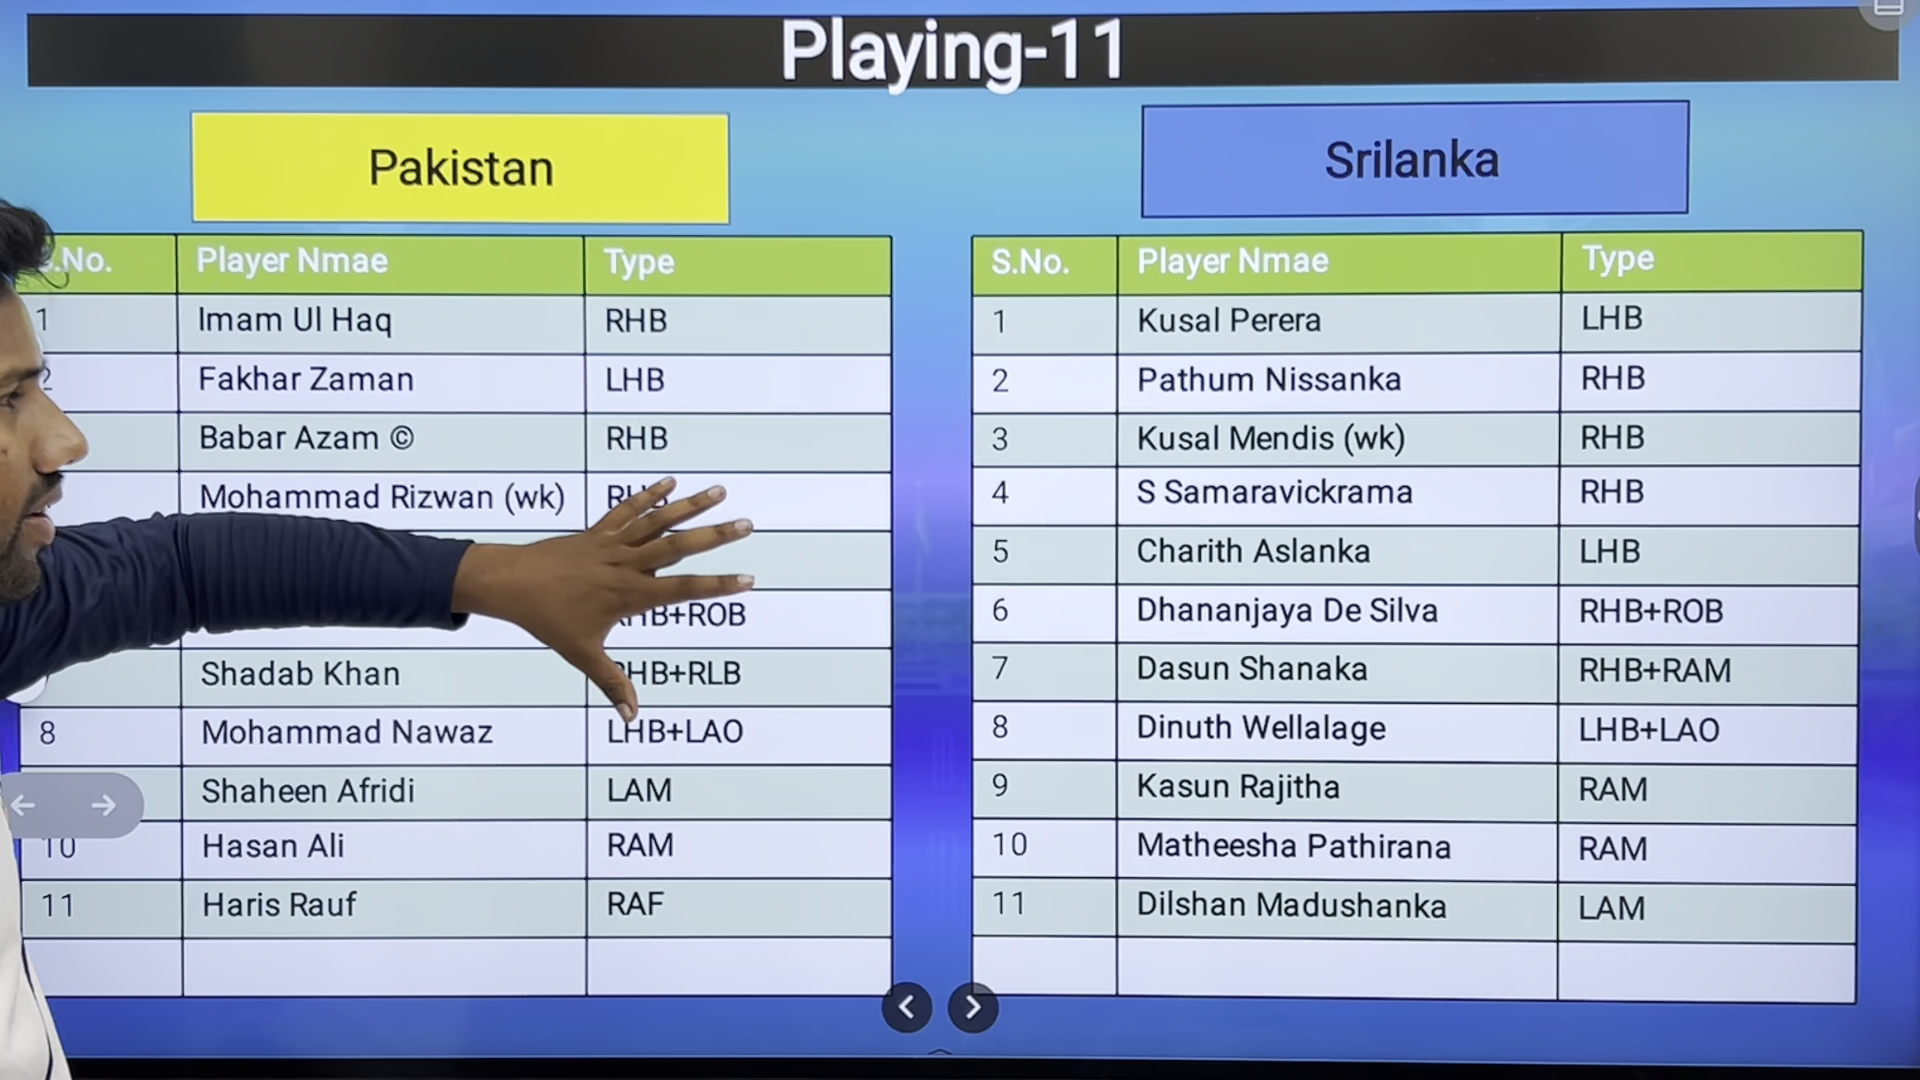 Playing-11
Pakistan
Srilanka
.No. Player Nmae Type
1 Imam Ul Haq RHB
2 Fakhar Zaman LHB
Babar Azam © RHB
Mohammad Rizwan (wk) RHB
HB+ROB
Shadab Khan RHB+RLB
8 Mohammad Nawaz LHB+LAO
Shaheen Afridi LAM
10 Hasan Ali RAM
11 Haris Rauf RAF
S.No. Player Nmae Type
1 Kusal Perera LHB
2 Pathum Nissanka RHB
3 Kusal Mendis (wk) RHB
4 S Samaravickrama RHB
5 Charith Aslanka LHB
6 Dhananjaya De Silva RHB+ROB
7 Dasun Shanaka RHB+RAM
8 Dinuth Wellalage LHB+LAO
9 Kasun Rajitha RAM
10 Matheesha Pathirana RAM
11 Dilshan Madushanka LAM